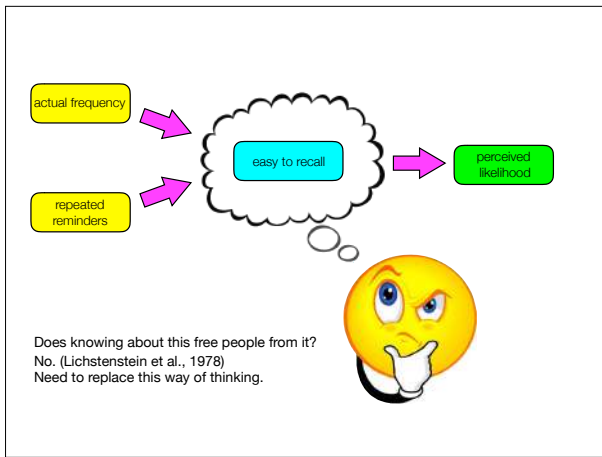 actual frequency
easy to recall
perceived
likelihood
repeated
reminders
Does knowing about this free people from it?
No. (Lichstenstein et al., 1978)
Need to replace this way of thinking.